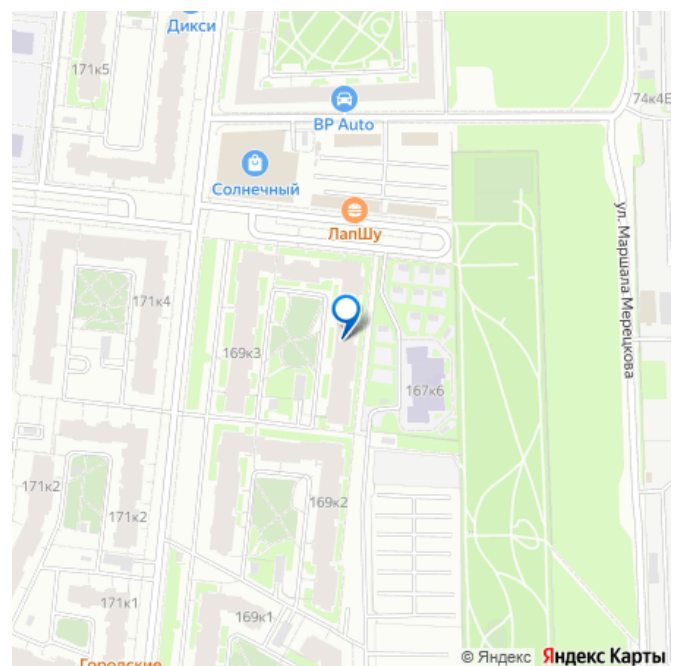 Дикси
171к5
74к4Б
BP Auto
Солнечный
ЛапШу
ул. Маршала Мерецкова
171к4
169к3
167к6
171к2
171к2
169к2
171к1
169к1
Городские
© Яндекс Яндекс Карты